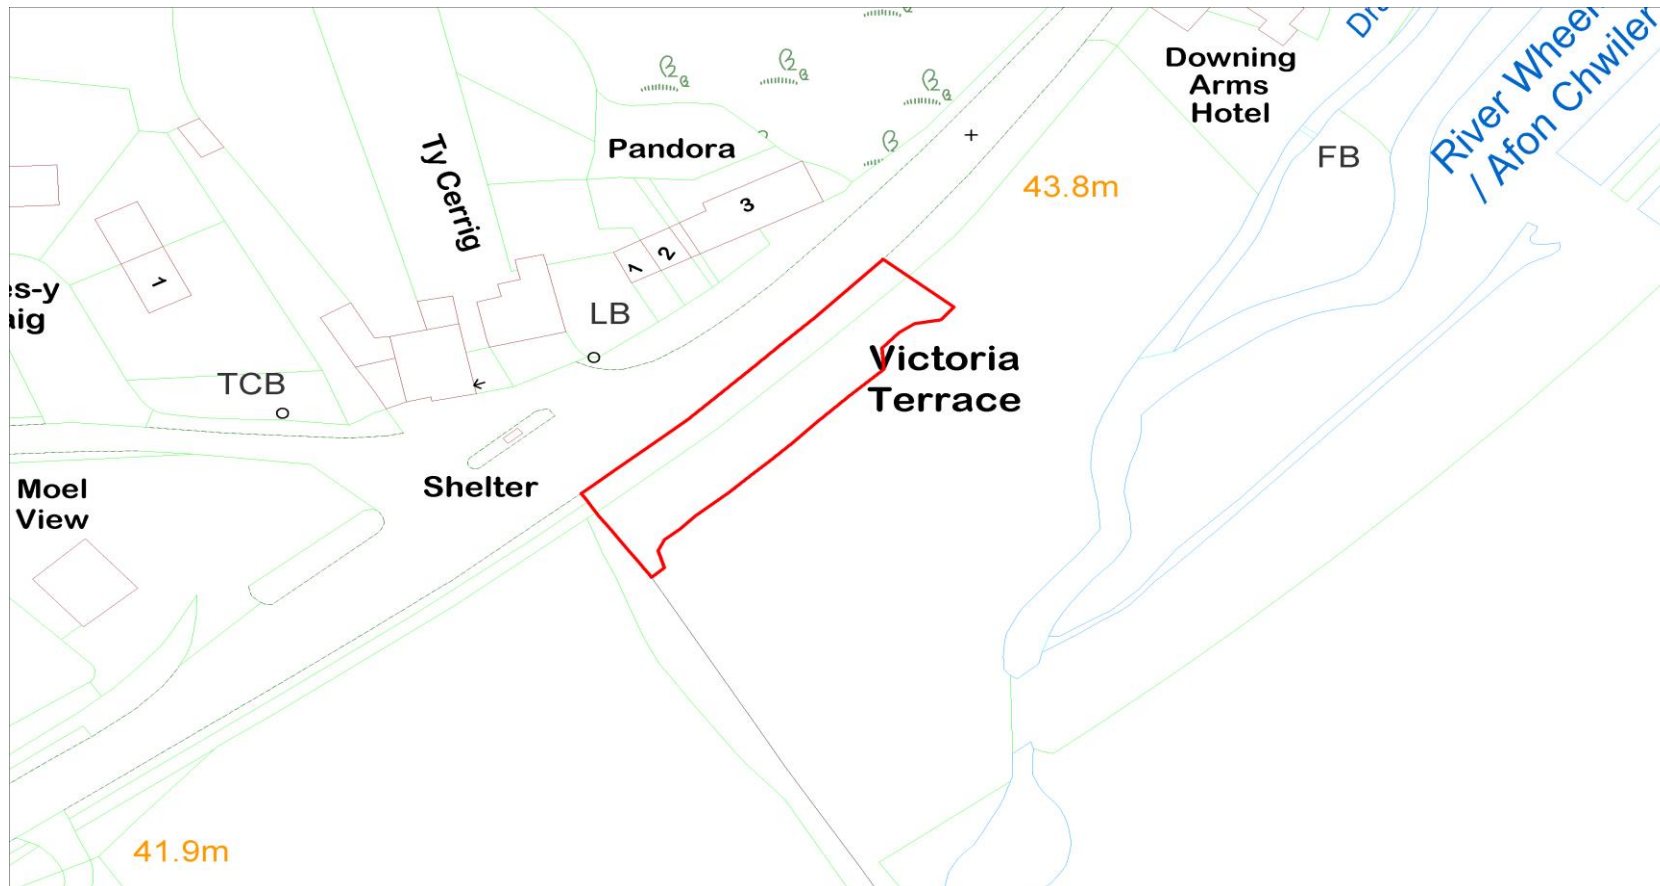 Downing
Arms
Hotel
River Wheeler
/ Afon Chwiler
FB
43.8m
Pandora
Ty Cerrig
3
2
1
1
LB
TCB
Victoria
Terrace
Shelter
Moel
View
41.9m